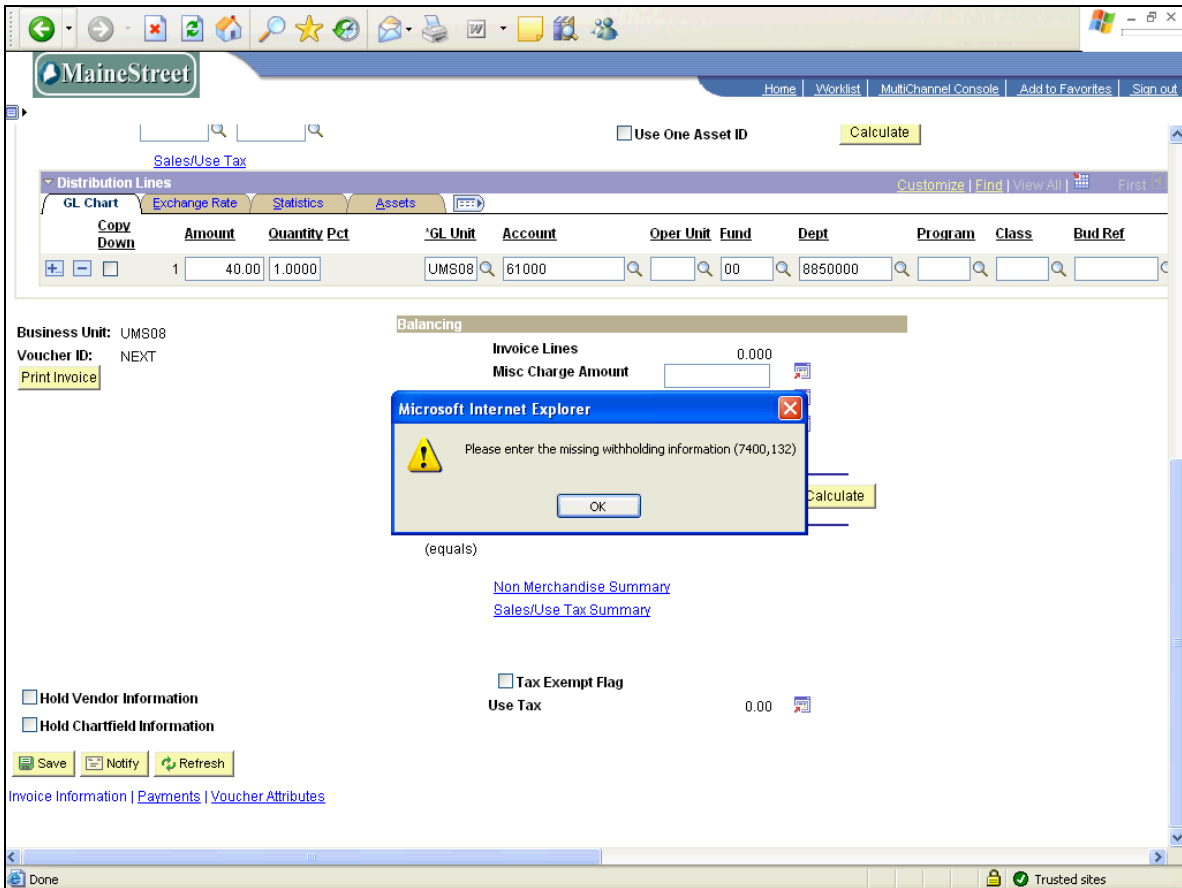 MaineStreet
Home | Worklist | MultiChannel Console | Add to Favorites | Sign out
Use One Asset ID Calculate
Sales/Use Tax
Distribution Lines Customize | Find | View All | First
GL Chart Exchange Rate Statistics Assets
Copy Down Amount Quantity Pct *GL Unit Account Oper Unit Fund Dept Program Class Bud Ref
1 40.00 1.0000 UMS08 61000 00 8850000
Balancing
Business Unit: UMS08
Invoice Lines 0.000
Voucher ID: NEXT
Misc Charge Amount
Print Invoice
Microsoft Internet Explorer
Please enter the missing withholding information (7400,132)
OK
Calculate
(equals)
Non Merchandise Summary
Sales/Use Tax Summary
Tax Exempt Flag
Hold Vendor Information
Use Tax 0.00
Hold Chartfield Information
Save Notify Refresh
Invoice Information | Payments | Voucher Attributes
Done Trusted sites